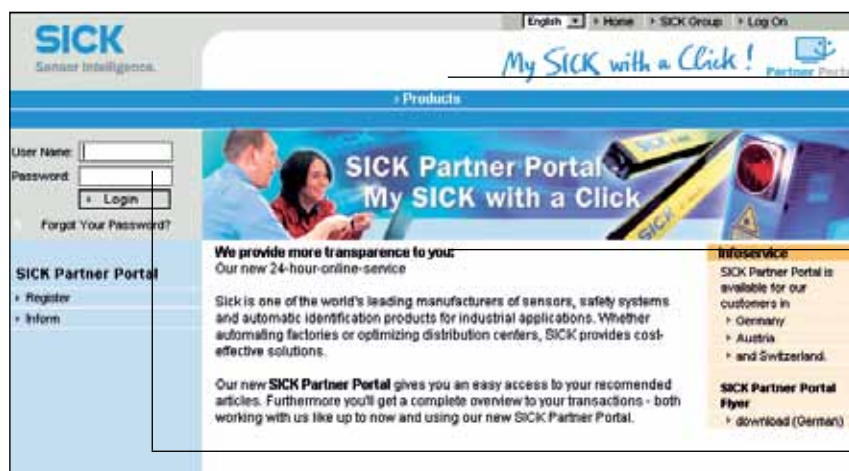 English Home SICK Group Log On
SICK
Sensor Intelligence.
My SICK with a Click!
Partner Porta
Products
User Name:
Password:
Login
Forgot Your Password?
SICK Partner Portal
My SICK with a Click
SICK
SICK
SICK Partner Portal
Register
Inform
We provide more transparence to you:
Our new 24-hour-online-service
Sick is one of the world's leading manufacturers of sensors, safety systems
and automatic identification products for industrial applications. Whether
automating factories or optimizing distribution centers, SICK provides cost-
effective solutions.
Our new SICK Partner Portal gives you an easy access to your recomended
articles. Furthermore you'll get a complete overview to your transactions - both
working with us like up to now and using our new SICK Partner Portal.
Infoservice
SICK Partner Portal is
available for our
customers in
Germany
Austria
and Switzerland.
SICK Partner Portal
Flyer
download (German)